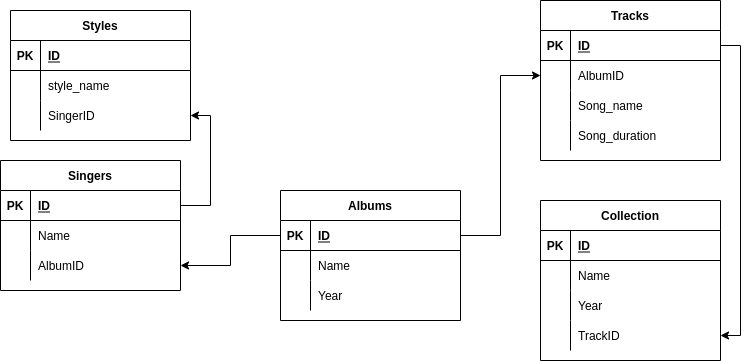 Styles
PK ID
style_name
SingerID
Singers
PK ID
Name
AlbumID
Albums
PK ID
Name
Year
Tracks
PK ID
AlbumID
Song_name
Song_duration
Collection
PK ID
Name
Year
TrackID